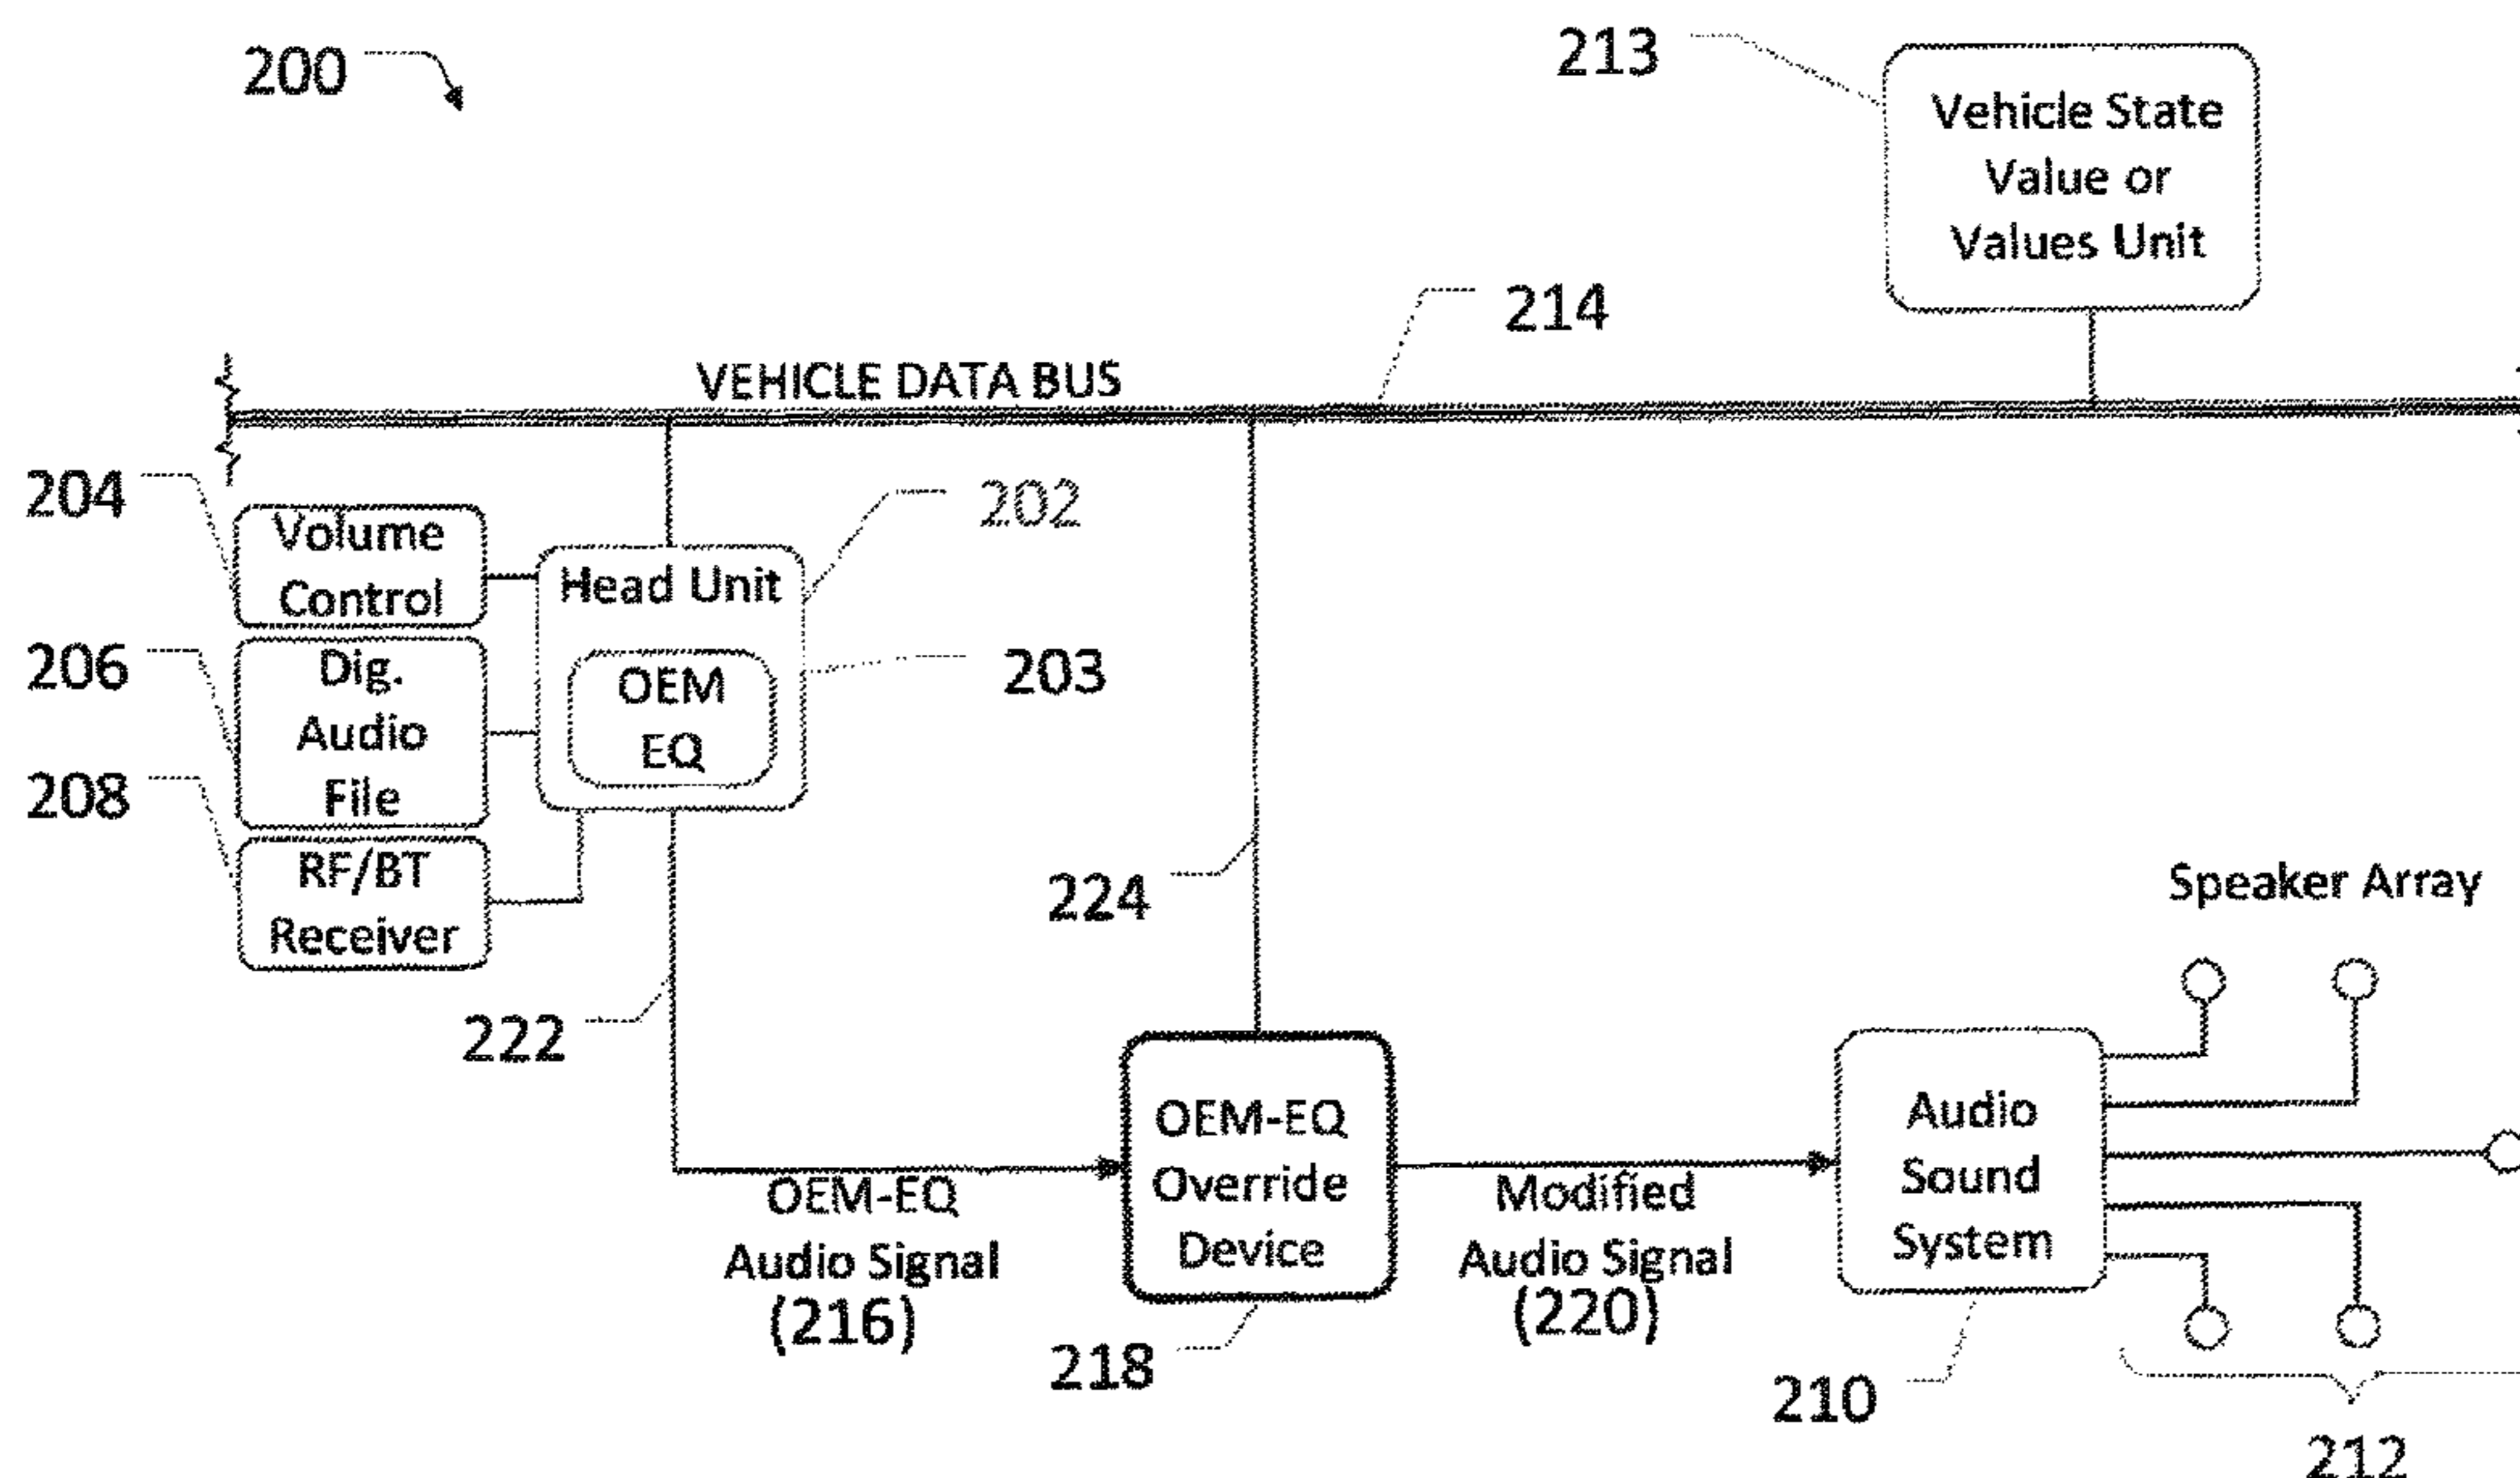 200
213
Vehicle State
Value or
Values Unit
214
VEHICLE DATA BUS
204
Volume
Control
202
Head Unit
206
Dig.
Audio
File
203
OEM
EQ
208
RF/BT
Receiver
224
Speaker Array
222
OEM-EQ
Override
Device
Audio
Sound
System
OEM-EQ
Audio Signal
(216)
Modified
Audio Signal
(220)
218
210
212